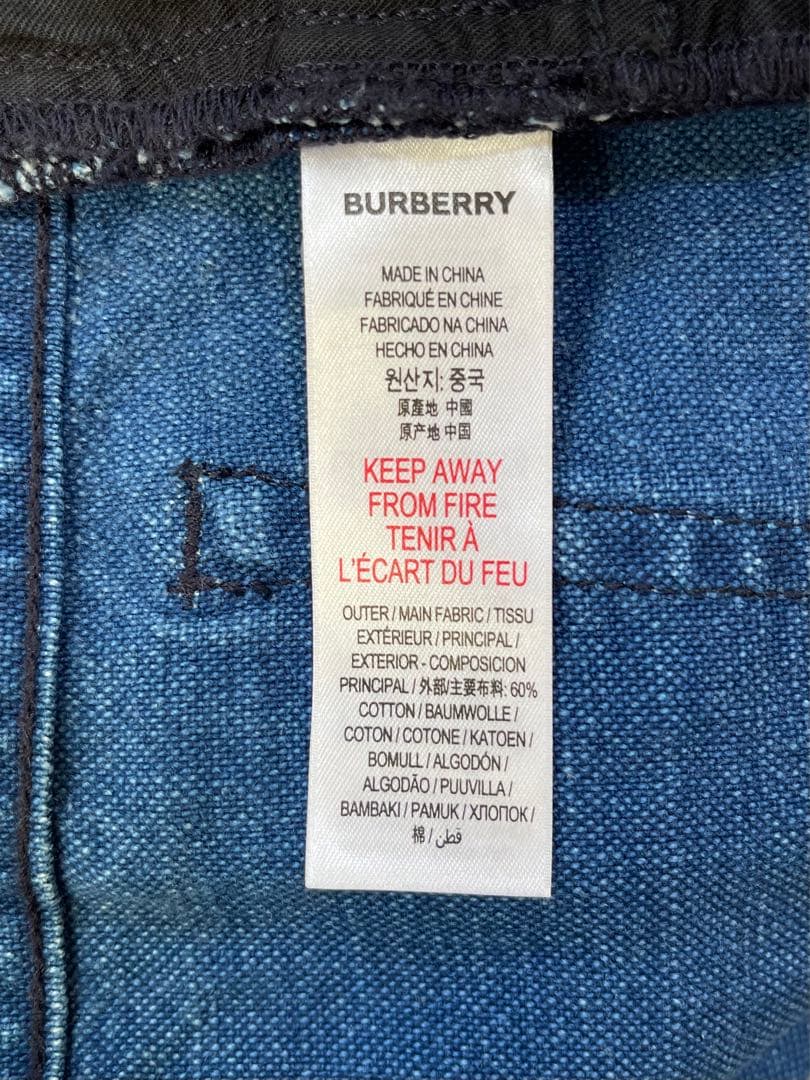 BURBERRY
MADE IN CHINA
FABRIQUÉ EN CHINE
FABRICADO NA CHINA
HECHO EN CHINA
원산지: 중국
原產地 中國
原产地 中国
KEEP AWAY
FROM FIRE
TENIR À
L'ÉCART DU FEU
OUTER / MAIN FABRIC / TISSU
EXTÉRIEUR / PRINCIPAL /
EXTERIOR - COMPOSICION
PRINCIPAL / 外部/主要布料: 60%
COTTON / BAUMWOLLE /
COTON / COTONE / KATOEN /
BOMULL / ALGODÓN /
ALGODÃO / PUUVILLA /
BAMBAKI / PAMUK / ХЛОПОК /
棉 / قطن